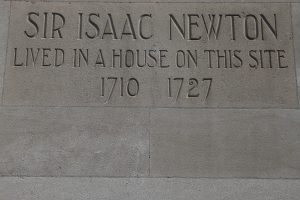 SIR ISAAC NEWTON
LIVED IN A HOUSE ON THIS SITE
1710 1727